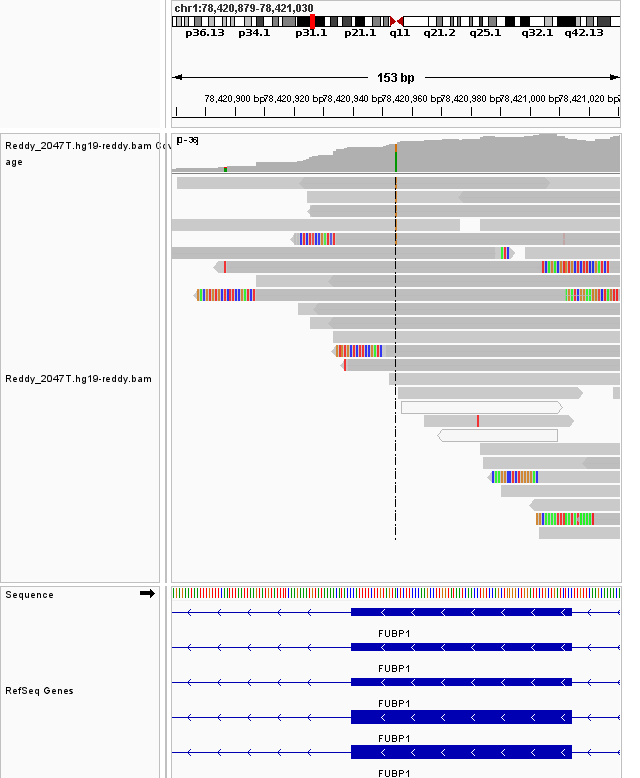 chr1:78,420,879-78,421,030
p36.13 p34.1 p31.1 p21.1 q11 q21.2 q25.1 q32.1 q42.13
153 bp
78,420,900 bp 78,420,920 bp 78,420,940 bp 78,420,960 bp 78,420,980 bp 78,421,000 bp 78,421,020 bp
Reddy_2047T.hg19-reddy.bam Cov
age
[0-36]
Reddy_2047T.hg19-reddy.bam
Sequence
FUBP1
FUBP1
RefSeq Genes
FUBP1
FUBP1
FUBP1